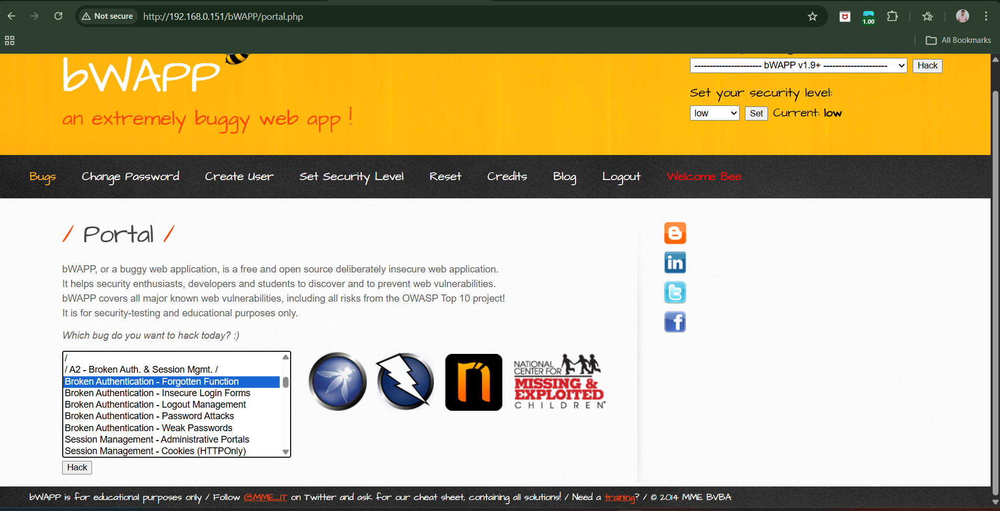 Not secure http://192.168.0.151/bWAPP/portal.php
1.00
All Bookmarks
bWAPP
---------------------- bWAPP v1.9+ ---------------------- Hack
an extremely buggy web app !
Set your security level:
low Set Current: low
Bugs Change Password Create User Set Security Level Reset Credits Blog Logout Welcome Bee
/ Portal /
bWAPP, or a buggy web application, is a free and open source deliberately insecure web application.
It helps security enthusiasts, developers and students to discover and to prevent web vulnerabilities.
bWAPP covers all major known web vulnerabilities, including all risks from the OWASP Top 10 project!
It is for security-testing and educational purposes only.
Which bug do you want to hack today? :)
/
/ A2 - Broken Auth. & Session Mgmt. /
Broken Authentication - Forgotten Function
Broken Authentication - Insecure Login Forms
Broken Authentication - Logout Management
Broken Authentication - Password Attacks
Broken Authentication - Weak Passwords
Session Management - Administrative Portals
Session Management - Cookies (HTTPOnly)
Hack
in
n
NATIONAL
CENTER FOR
MISSING &
EXPLOITED
CHILDREN®
bWAPP is for educational purposes only / Follow @MME_IT on Twitter and ask for our cheat sheet, containing all solutions! / Need a training? / © 2014 MME BVBA